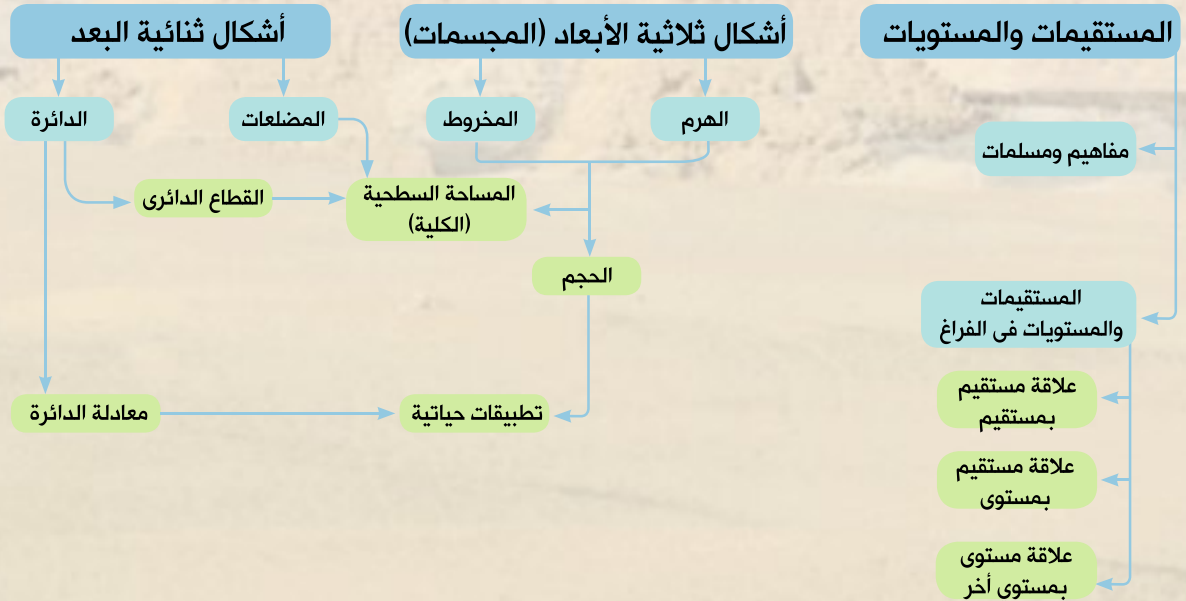 المستقيمات والمستويات
أشكال ثلاثية الأبعاد (المجسمات)
أشكال ثنائية البعد
مفاهيم ومسلمات
الهرم
المخروط
المضلعات
الدائرة
المساحة السطحية
(الكلية)
القطاع الدائرى
الحجم
المستقيمات
والمستويات فى الفراغ
علاقة مستقيم
بمستقيم
تطبيقات حياتية
معادلة الدائرة
علاقة مستقيم
بمستوى
علاقة مستوى
بمستوى أخر